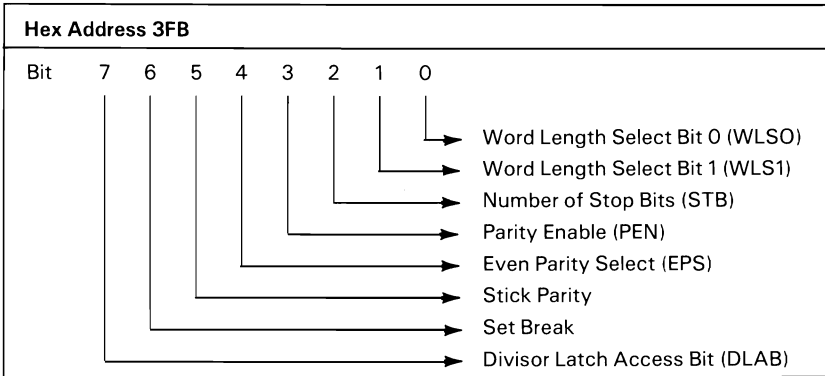 Hex Address 3FB
Bit 7 6 5 4 3 2 1 0
Word Length Select Bit 0 (WLSO)
Word Length Select Bit 1 (WLS1)
Number of Stop Bits (STB)
Parity Enable (PEN)
Even Parity Select (EPS)
Stick Parity
Set Break
Divisor Latch Access Bit (DLAB)